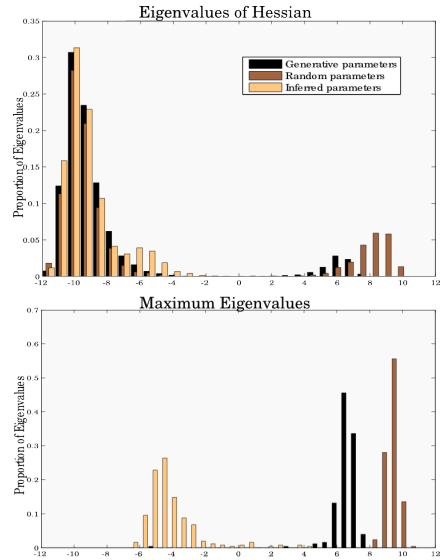 Eigenvalues of Hessian
0.35
0.3
0.25
0.2
0.15
0.1
0.05
0
Proportion of Eigenvalues
Generative parameters
Random parameters
Inferred parameters
-12 -10 -8 -6 -4 -2 0 2 4 6 8 10 12
Maximum Eigenvalues
0.7
0.6
0.5
0.4
0.3
0.2
0.1
0
Proportion of Eigenvalues
-12 -10 -8 -6 -4 -2 0 2 4 6 8 10 12